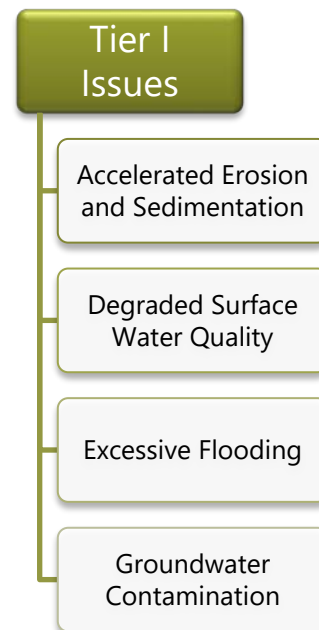 Tier I
Issues
Accelerated Erosion
and Sedimentation
Degraded Surface
Water Quality
Excessive Flooding
Groundwater
Contamination